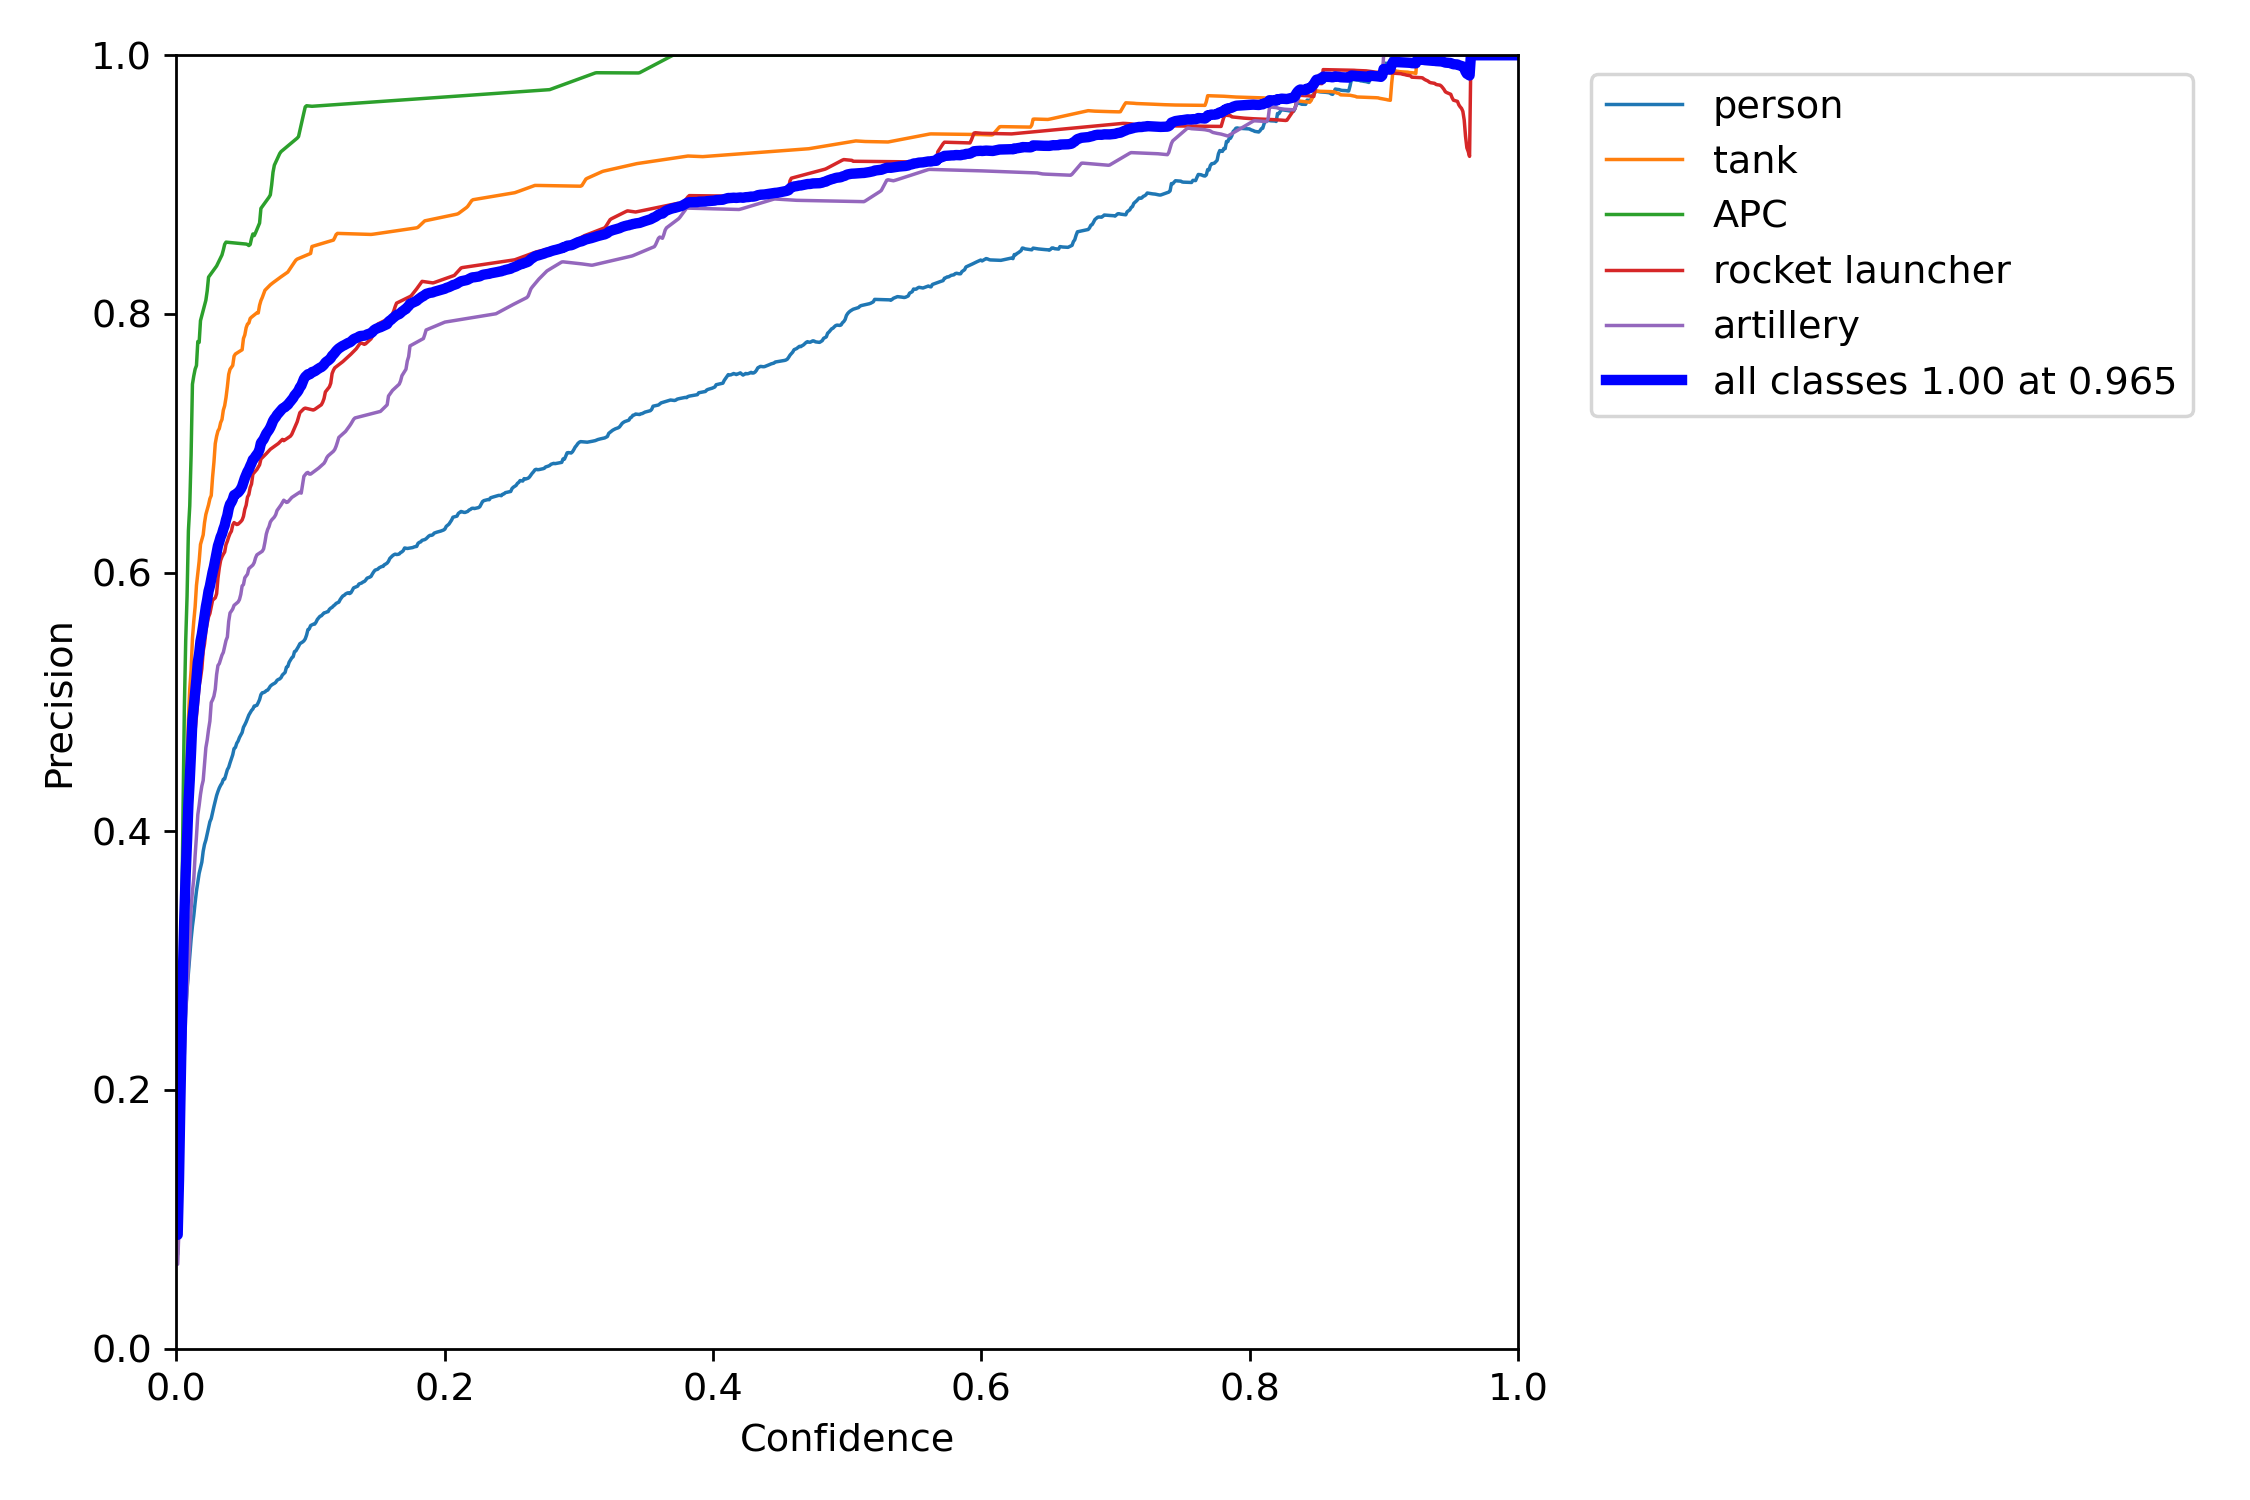 1.0
0.8
0.6
0.4
0.2
0.0
Precision
0.0 0.2 0.4 0.6 0.8 1.0
Confidence
person
tank
APC
rocket launcher
artillery
all classes 1.00 at 0.965